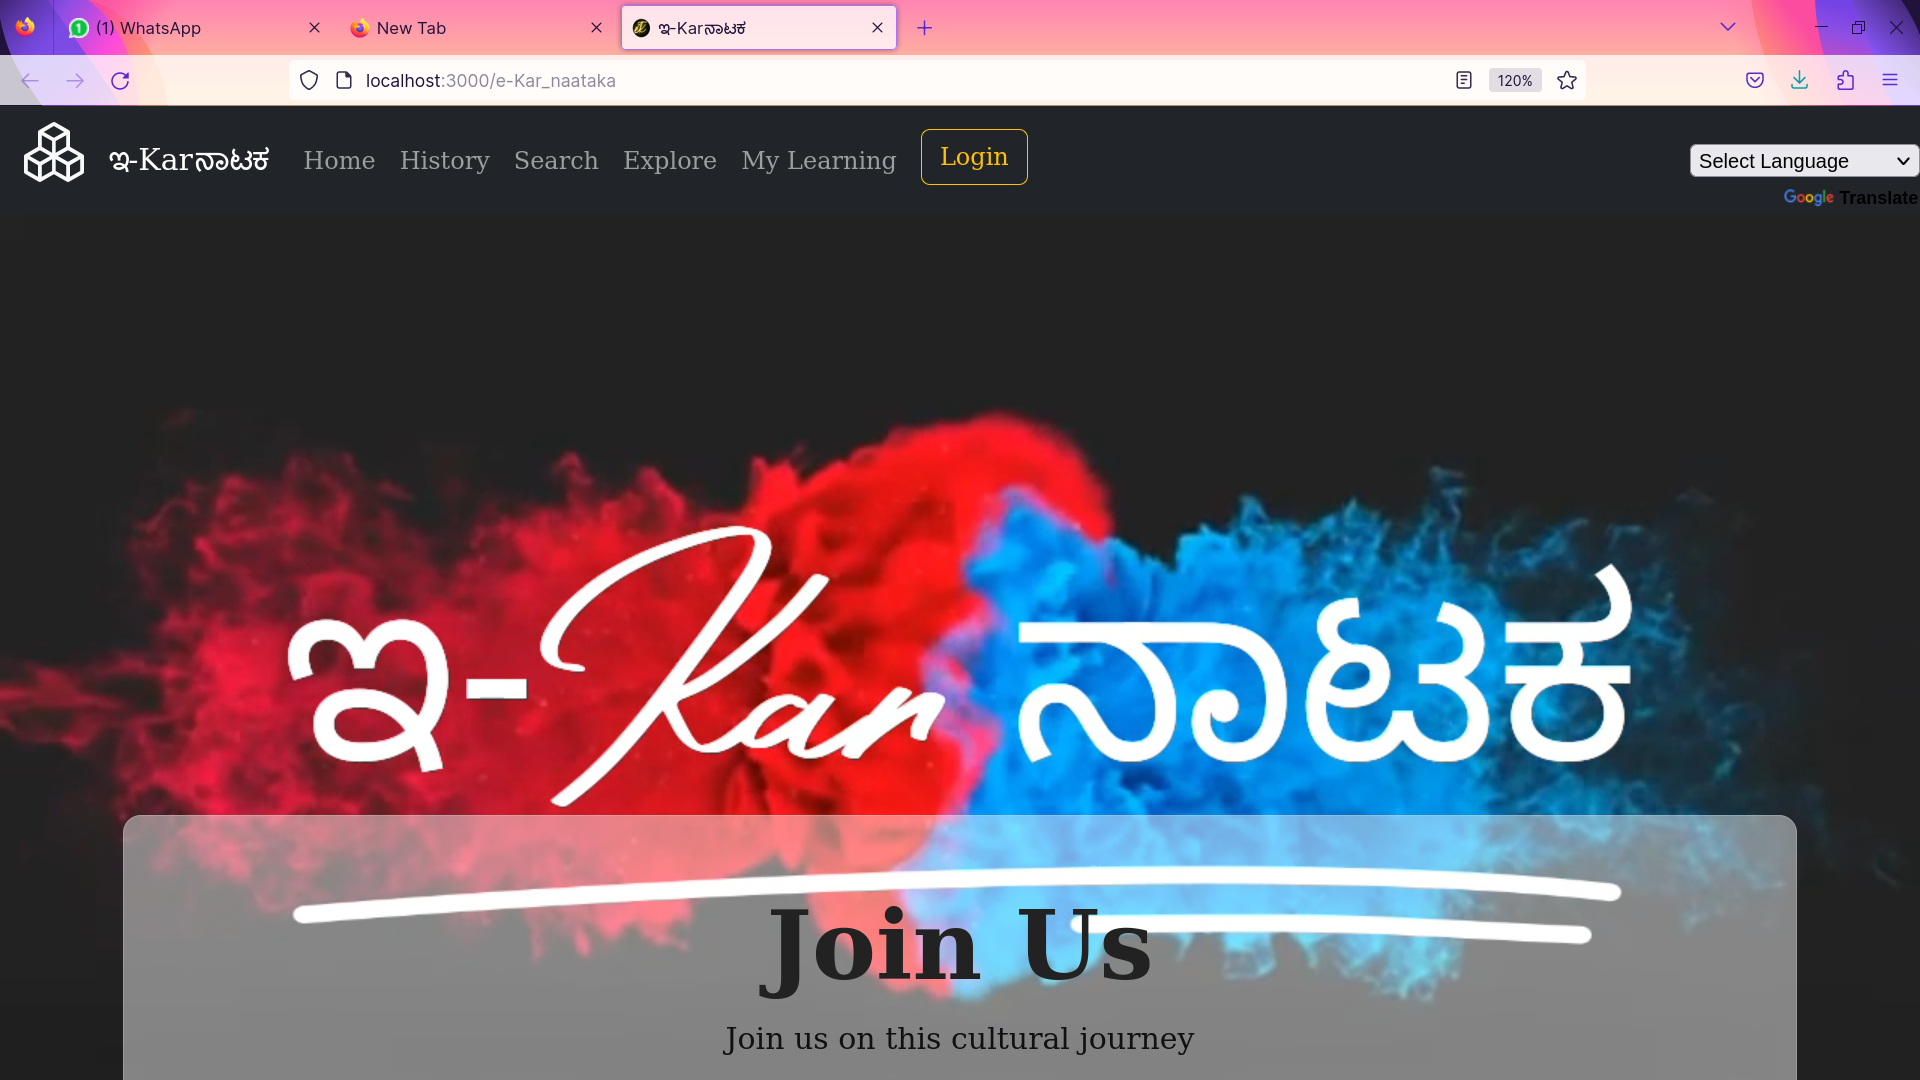 (1) WhatsApp
New Tab
ಇ-Karನಾಟಕ
localhost:3000/e-Kar_naataka
120%
ಇ-Karನಾಟಕ Home History Search Explore My Learning Login
Select Language
Google Translate
ಇ-Kar ನಾಟಕ
Join Us
Join us on this cultural journey